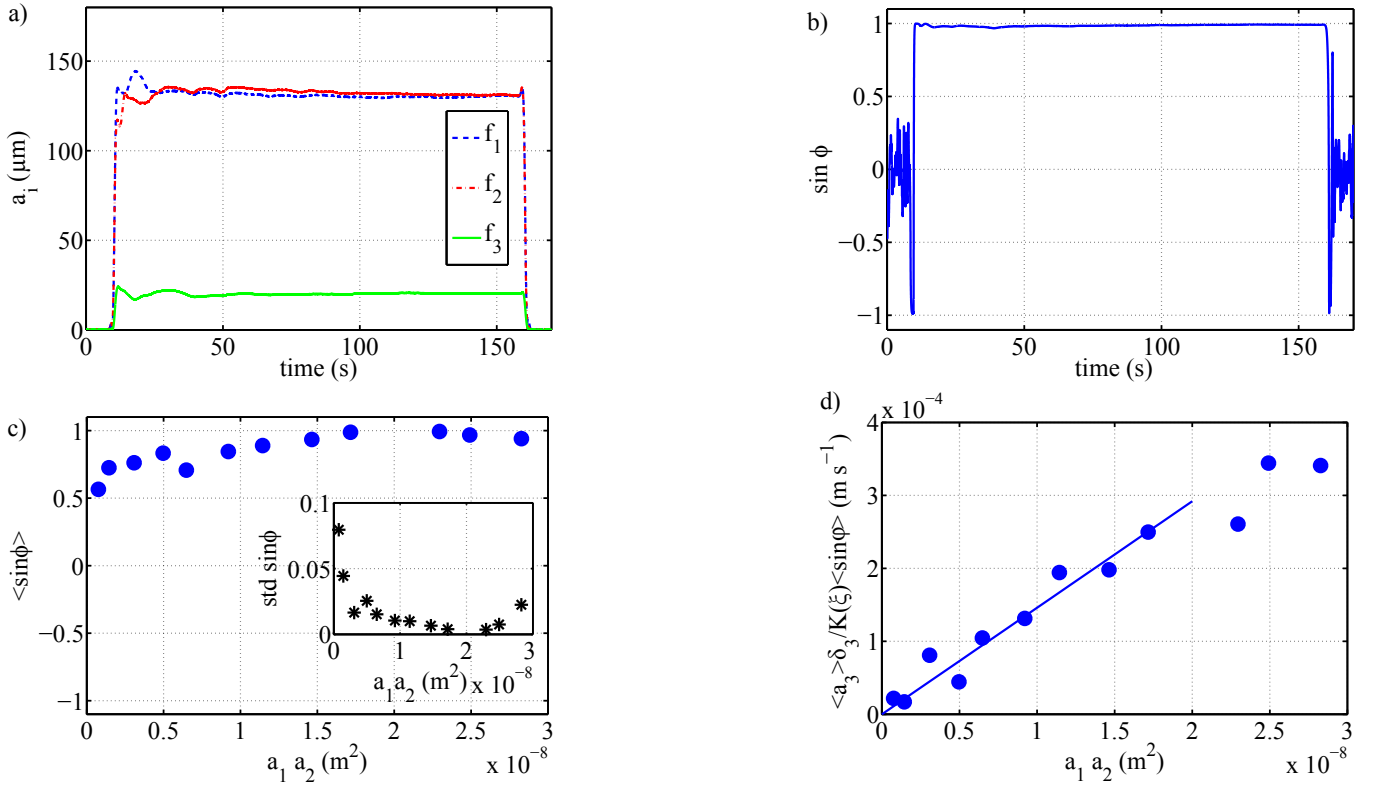 a)
150
100
50
0
a_i (μm)
f_1
f_2
f_3
0 50 100 150
time (s)
b)
1
0.5
0
−0.5
−1
sin ϕ
0 50 100 150
time (s)
c)
1
0.5
0
−0.5
−1
<sinϕ>
0 0.5 1 1.5 2 2.5 3
x 10^−8
a_1 a_2 (m^2)
0.1
0.05
0
std sinϕ
0 1 2 3
a_1a_2 (m^2) x 10^−8
d)
x 10^−4
4
3
2
1
0
<a_3>δ_3/K(ξ)<sinφ> (m s^−1)
0 0.5 1 1.5 2 2.5 3
a_1 a_2 (m^2)
x 10^−8